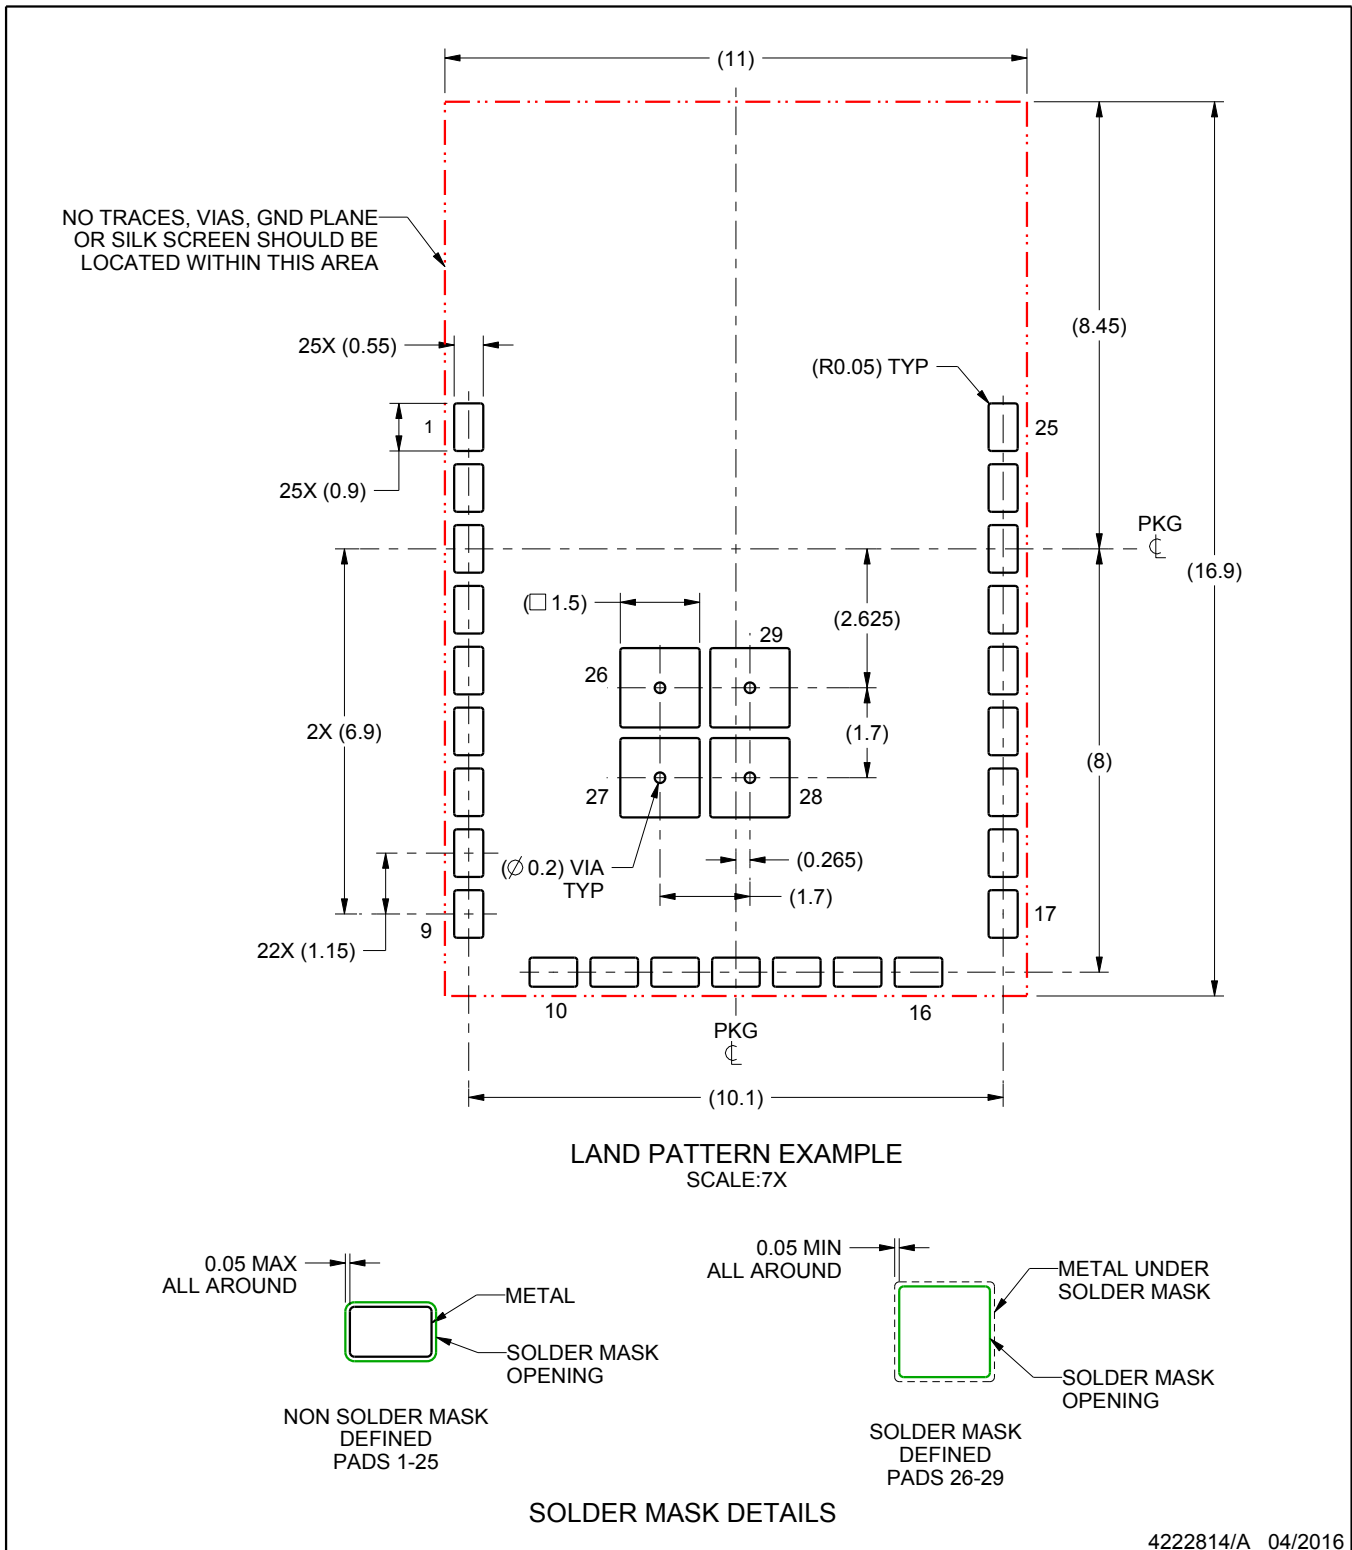 (11)
NO TRACES, VIAS, GND PLANE
OR SILK SCREEN SHOULD BE
LOCATED WITHIN THIS AREA
(8.45)
25X (0.55)
(R0.05) TYP
1
25
25X (0.9)
PKG
℄
(16.9)
(□ 1.5)
(2.625)
29
26
2X (6.9)
(1.7)
(8)
27
28
(∅ 0.2) VIA
TYP
(0.265)
(1.7)
9
17
22X (1.15)
10
16
PKG
℄
(10.1)
LAND PATTERN EXAMPLE
SCALE:7X
0.05 MAX
ALL AROUND
METAL
SOLDER MASK
OPENING
NON SOLDER MASK
DEFINED
PADS 1-25
0.05 MIN
ALL AROUND
METAL UNDER
SOLDER MASK
SOLDER MASK
OPENING
SOLDER MASK
DEFINED
PADS 26-29
SOLDER MASK DETAILS
4222814/A 04/2016